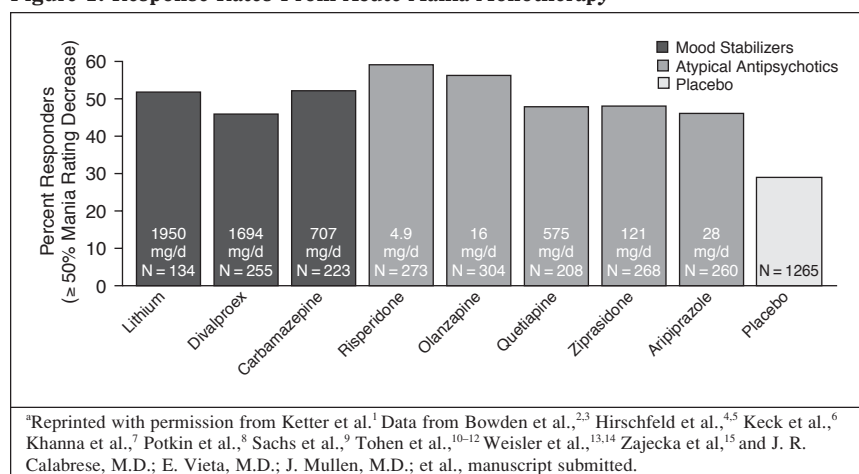 Figure 1. Response Rates From Acute Mania Monotherapy
Percent Responders
(≥ 50% Mania Rating Decrease)
60
50
40
30
20
10
0
Mood Stabilizers
Atypical Antipsychotics
Placebo
1950
mg/d
N = 134
1694
mg/d
N = 255
707
mg/d
N = 223
4.9
mg/d
N = 273
16
mg/d
N = 304
575
mg/d
N = 208
121
mg/d
N = 268
28
mg/d
N = 260
N = 1265
Lithium
Divalproex
Carbamazepine
Risperidone
Olanzapine
Quetiapine
Ziprasidone
Aripiprazole
Placebo
aReprinted with permission from Ketter et al.1 Data from Bowden et al.,2,3 Hirschfeld et al.,4,5 Keck et al.,6
Khanna et al.,7 Potkin et al.,8 Sachs et al.,9 Tohen et al.,10–12 Weisler et al.,13,14 Zajecka et al,15 and J. R.
Calabrese, M.D.; E. Vieta, M.D.; J. Mullen, M.D.; et al., manuscript submitted.